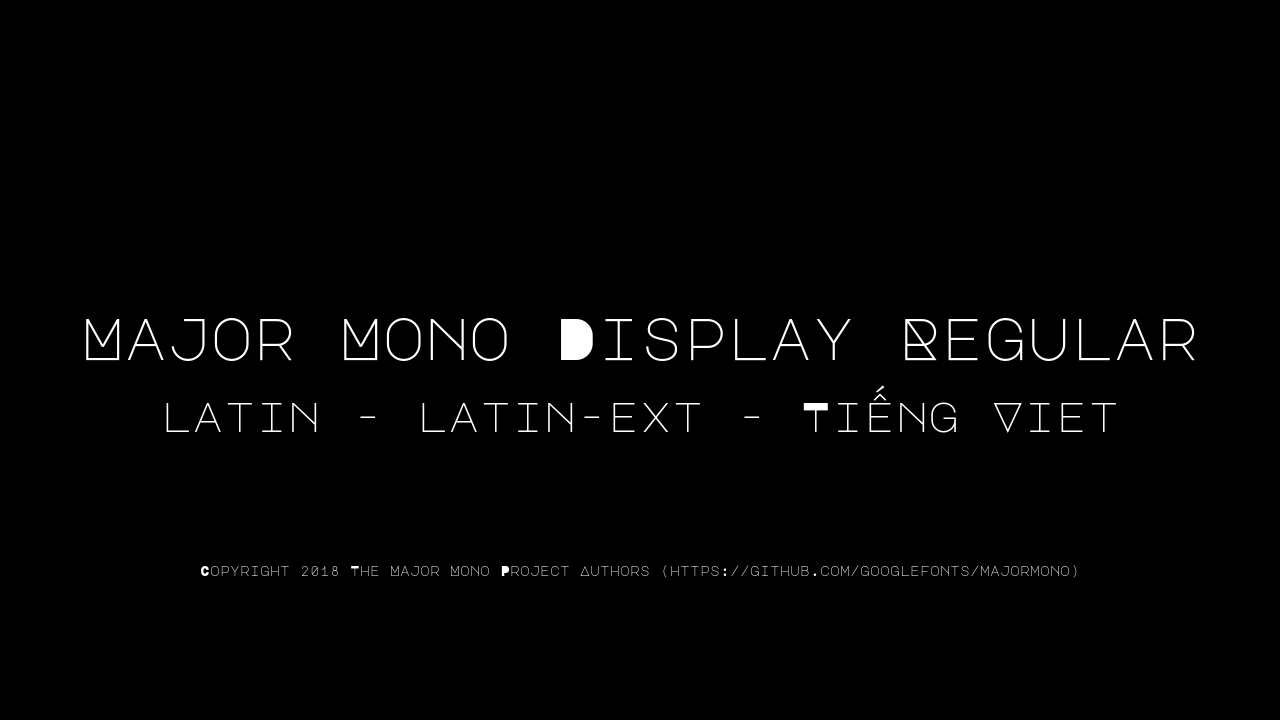 Major Mono Display Regular
latin - latin-ext - Tiếng Viet
Copyright 2018 The Major Mono Project Authors (https://github.com/googlefonts/majormono)